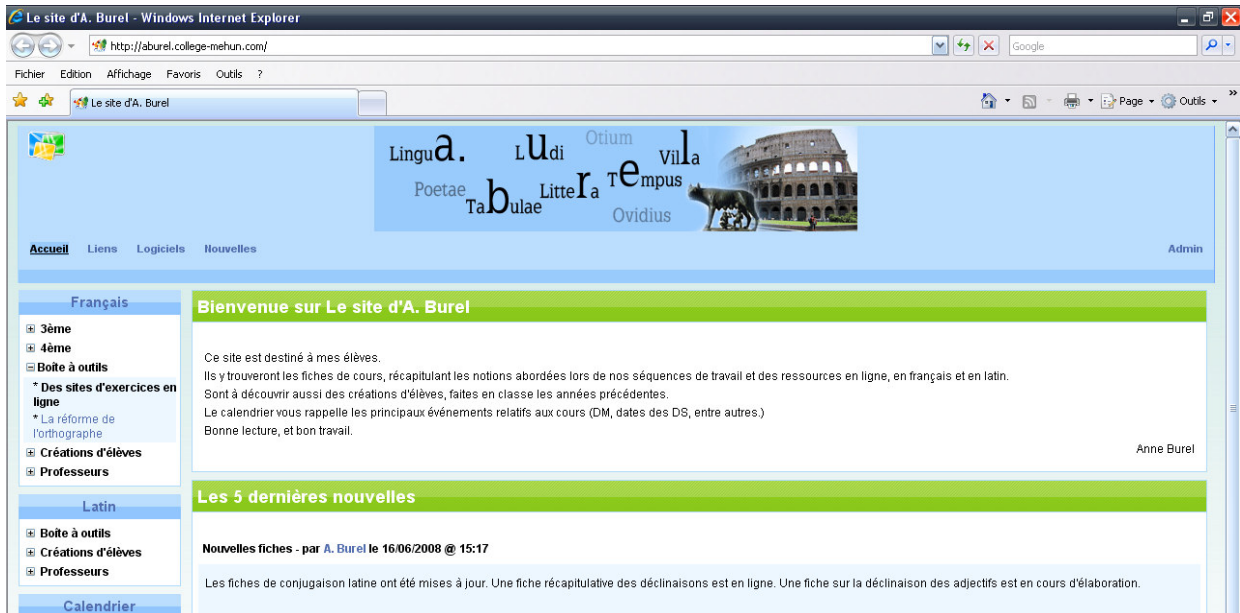 Le site d'A. Burel - Windows Internet Explorer
http://aburel.college-mehun.com/
Google
Fichier Edition Affichage Favoris Outils ?
Le site d'A. Burel
Page Outils »
Lingua. Ludi Otium Villa
Poetae Tabulae Littera Tempus
Ovidius
Accueil Liens Logiciels Nouvelles Admin
Français
3ème
4ème
Boîte à outils
* Des sites d'exercices en
ligne
* La réforme de
l'orthographe
Créations d'élèves
Professeurs
Latin
Boîte à outils
Créations d'élèves
Professeurs
Calendrier
Bienvenue sur Le site d'A. Burel
Ce site est destiné à mes élèves.
Ils y trouveront les fiches de cours, récapitulant les notions abordées lors de nos séquences de travail et des ressources en ligne, en français et en latin.
Sont à découvrir aussi des créations d'élèves, faites en classe les années précédentes.
Le calendrier vous rappelle les principaux événements relatifs aux cours (DM, dates des DS, entre autres.)
Bonne lecture, et bon travail.
Anne Burel
Les 5 dernières nouvelles
Nouvelles fiches - par A. Burel le 16/06/2008 @ 15:17
Les fiches de conjugaison latine ont été mises à jour. Une fiche récapitulative des déclinaisons est en ligne. Une fiche sur la déclinaison des adjectifs est en cours d'élaboration.